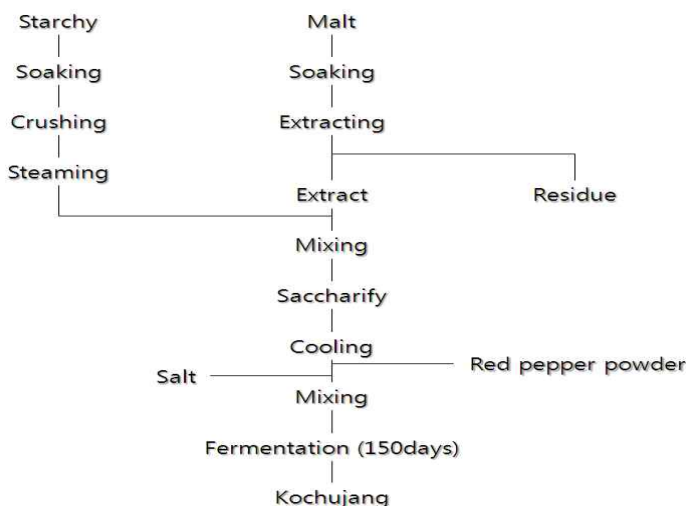 Starchy
Malt
Soaking
Soaking
Crushing
Extracting
Steaming
Extract
Residue
Mixing
Saccharify
Cooling
Red pepper powder
Salt
Mixing
Fermentation (150days)
Kochujang